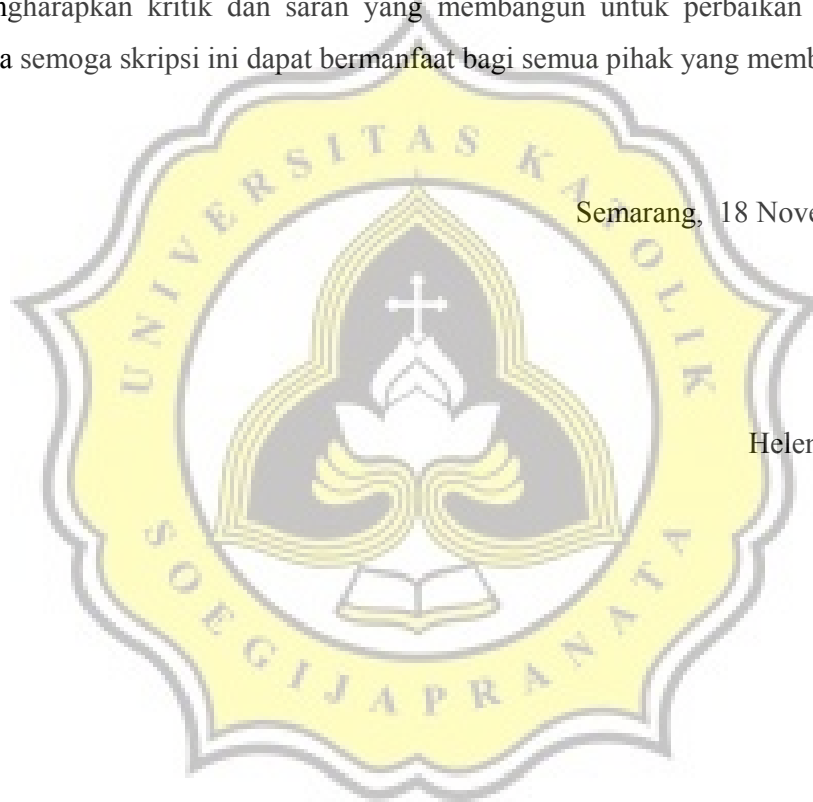 ngharapkan kritik dan saran yang membangun untuk perbaikan
a semoga skripsi ini dapat bermanfaat bagi semua pihak yang memb
Semarang, 18 Nove
Helen
UNIVERSITAS KATOLIK
SOEGIJAPRANATA